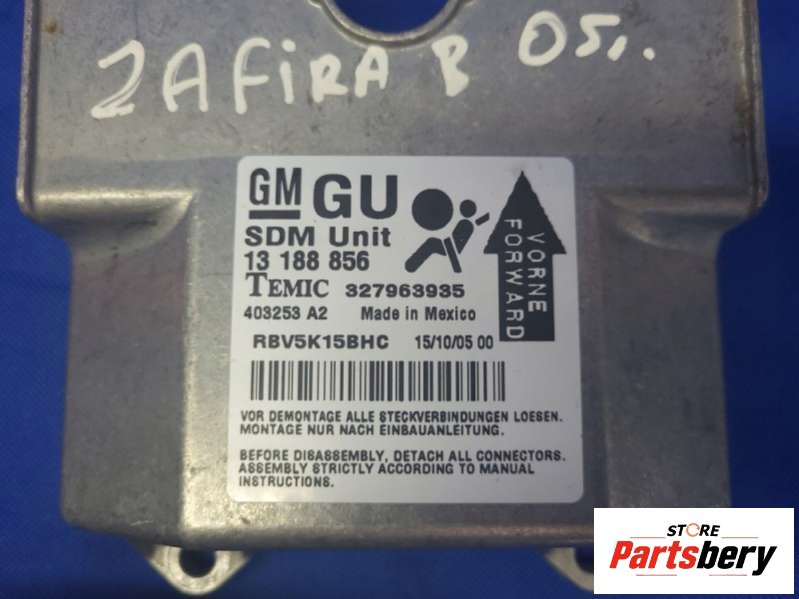 ZAFiRA B 05..
GM GU
SDM Unit
13 188 856
TEMIC 327963935
403253 A2 Made in Mexico
RBV5K15BHC 15/10/05 00
VORNE
FORWARD
VOR DEMONTAGE ALLE STECKVERBINDUNGEN LOESEN.
MONTAGE NUR NACH EINBAUANLEITUNG.
BEFORE DISASSEMBLY, DETACH ALL CONNECTORS.
ASSEMBLY STRICTLY ACCORDING TO MANUAL
INSTRUCTIONS.
STORE
Partsbery